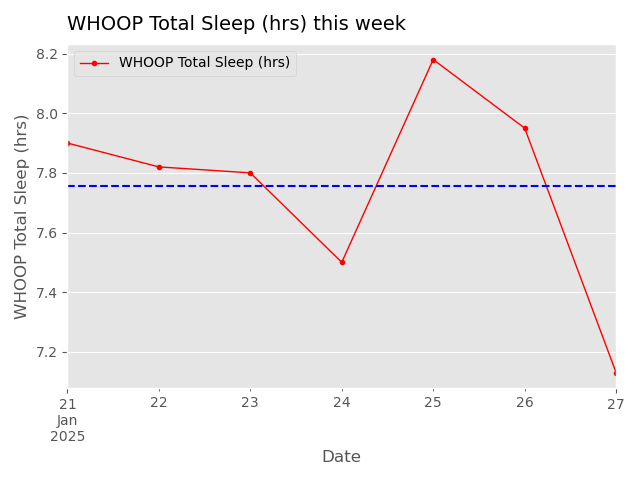 WHOOP Total Sleep (hrs) this week
WHOOP Total Sleep (hrs)
WHOOP Total Sleep (hrs)
8.2
8.0
7.8
7.6
7.4
7.2
21 22 23 24 25 26 27
Jan
2025
Date